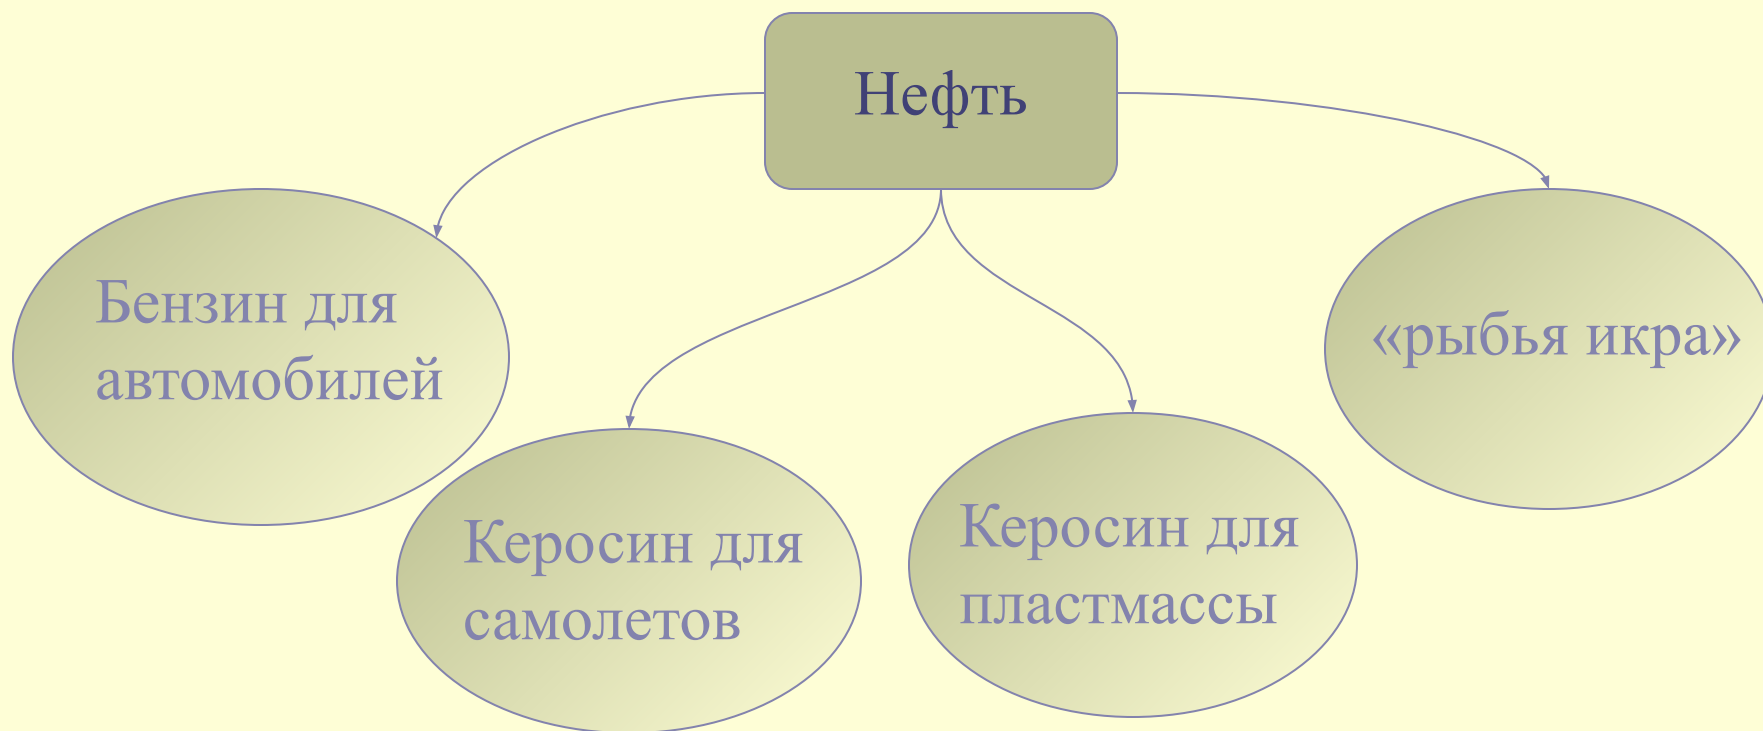 Нефть
Бензин для
автомобилей
Керосин для
самолетов
Керосин для
пластмассы
«рыбья икра»